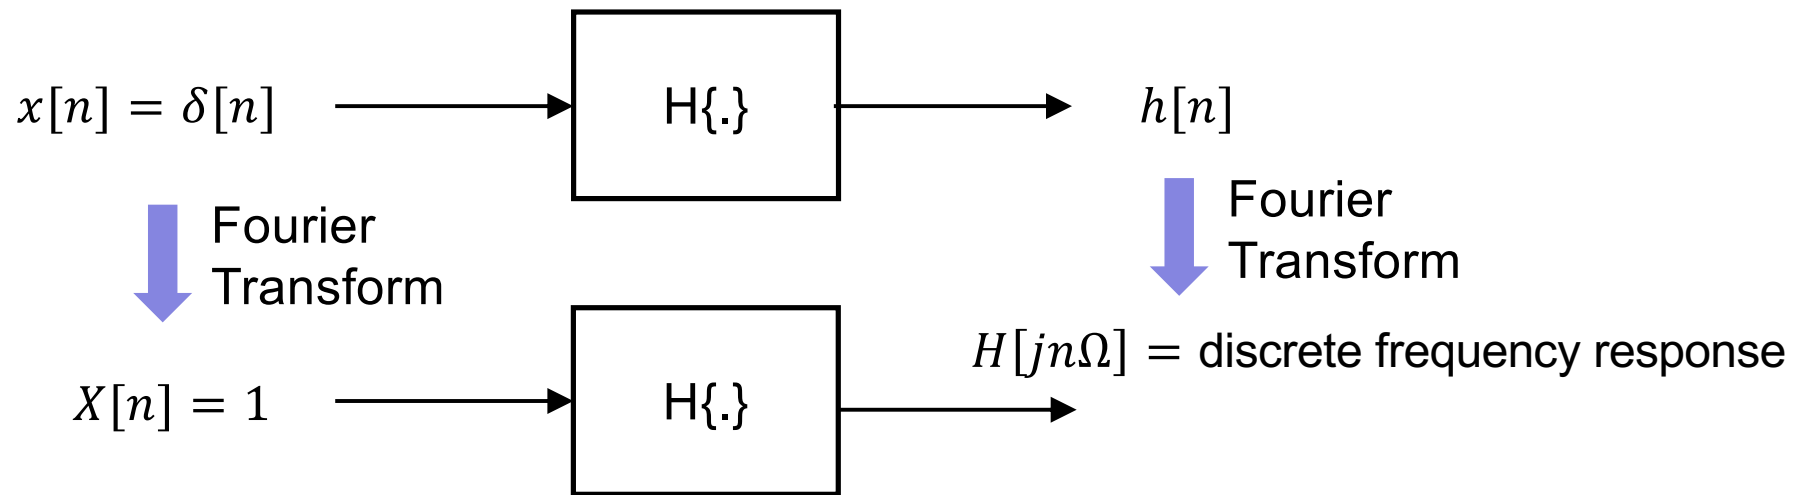 x[n] = δ[n]
H{.}
h[n]
Fourier
Transform
Fourier
Transform
X[n] = 1
H{.}
H[jnΩ] = discrete frequency response